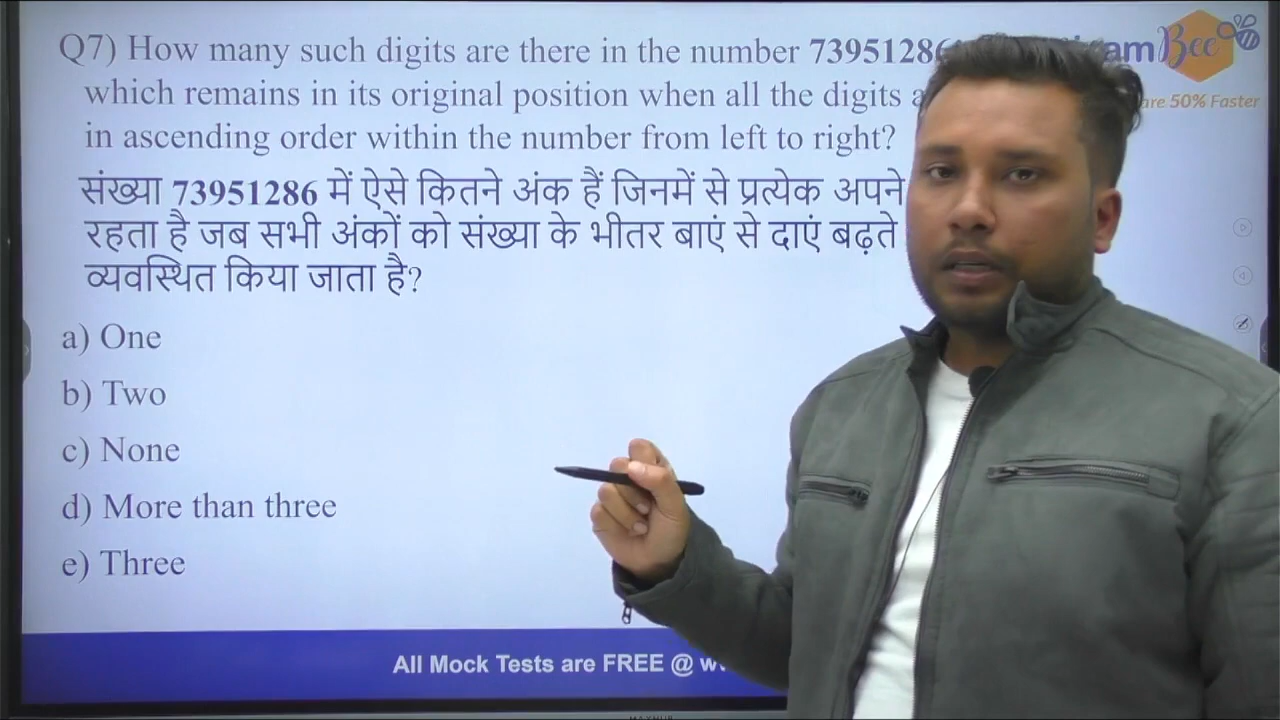 Q7) How many such digits are there in the number 73951286
which remains in its original position when all the digits
in ascending order within the number from left to right?
संख्या 73951286 में ऐसे कितने अंक हैं जिनमें से प्रत्येक अपने
रहता है जब सभी अंकों को संख्या के भीतर बाएं से दाएं बढ़ते
व्यवस्थित किया जाता है?
a) One
b) Two
c) None
d) More than three
e) Three
Bee
50% Faster
All Mock Tests are FREE @